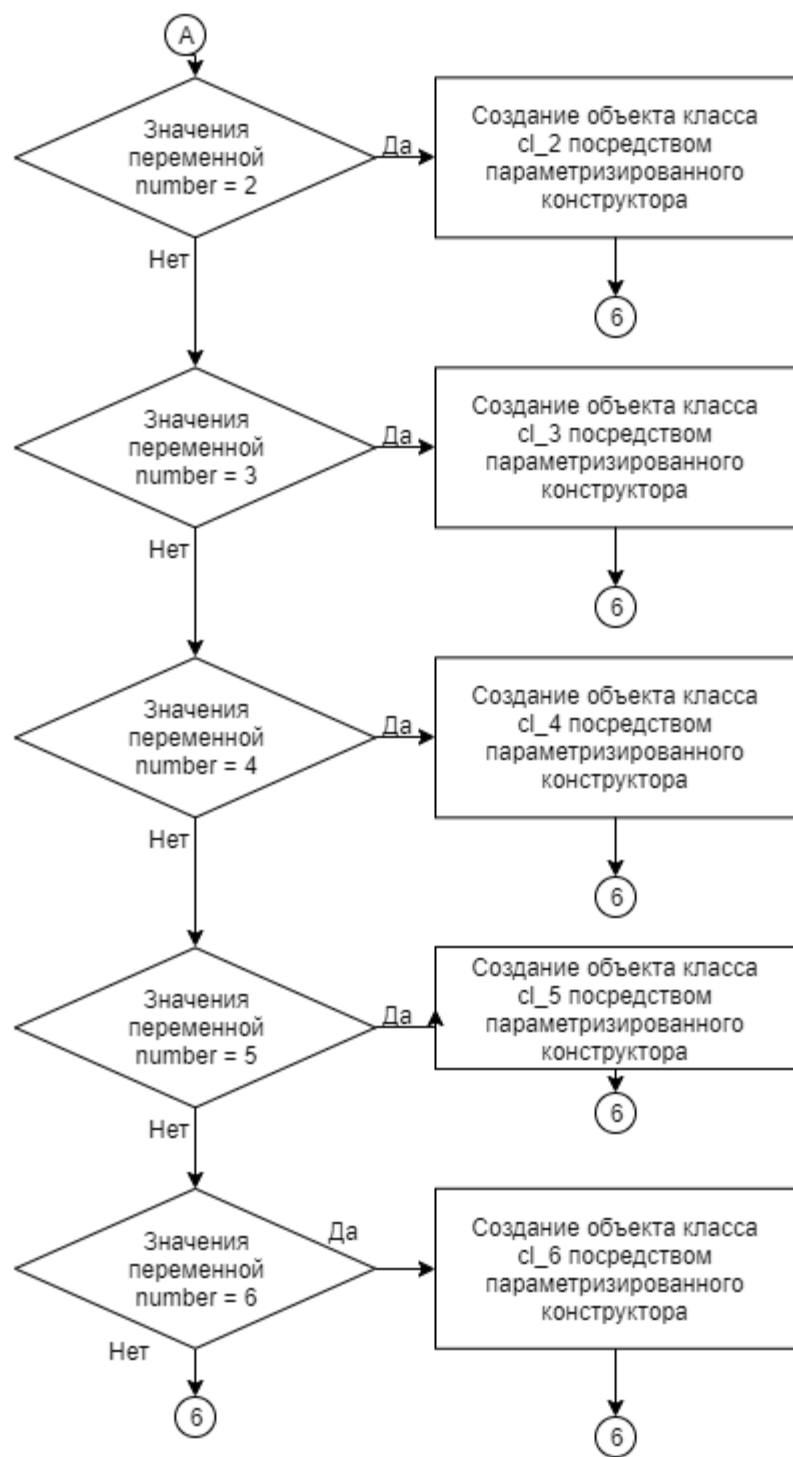 A
Значения
переменной
number = 2
Да
Создание объекта класса
cl_2 посредством
параметризированного
конструктора
Нет
6
Значения
переменной
number = 3
Да
Создание объекта класса
cl_3 посредством
параметризированного
конструктора
Нет
6
Значения
переменной
number = 4
Да
Создание объекта класса
cl_4 посредством
параметризированного
конструктора
Нет
6
Значения
переменной
number = 5
Да
Создание объекта класса
cl_5 посредством
параметризированного
конструктора
Нет
6
Значения
переменной
number = 6
Да
Создание объекта класса
cl_6 посредством
параметризированного
конструктора
Нет
6
6